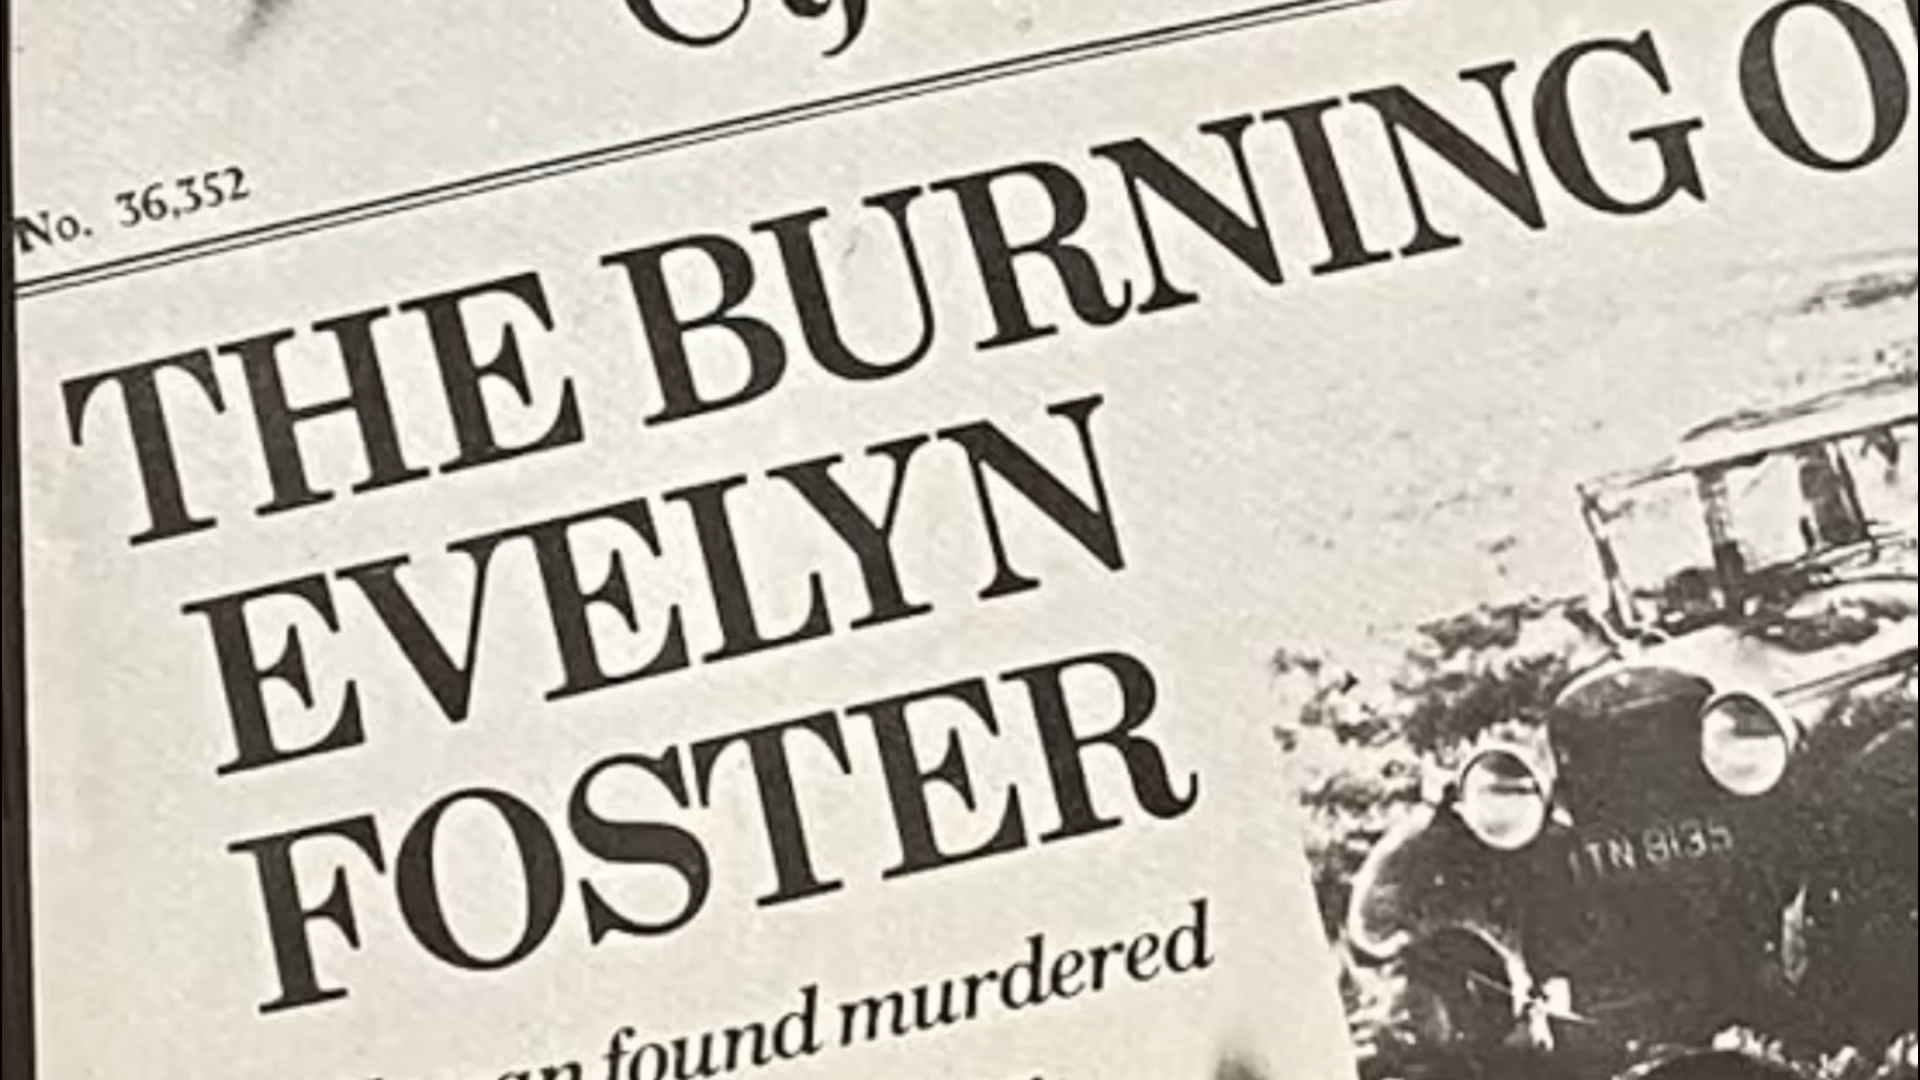 No. 36,352
THE BURNING O
EVELYN
FOSTER
found murdered
TN 8135